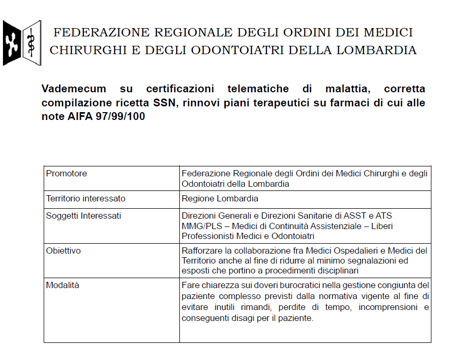 FEDERAZIONE REGIONALE DEGLI ORDINI DEI MEDICI
CHIRURGHI E DEGLI ODONTOIATRI DELLA LOMBARDIA
Vademecum su certificazioni telematiche di malattia, corretta
compilazione ricetta SSN, rinnovi piani terapeutici su farmaci di cui alle
note AIFA 97/99/100
Promotore
Federazione Regionale degli Ordini dei Medici Chirurghi e degli
Odontoiatri della Lombardia
Territorio interessato
Regione Lombardia
Soggetti Interessati
Direzioni Generali e Direzioni Sanitarie di ASST e ATS
MMG/PLS – Medici di Continuità Assistenziale – Liberi
Professionisti Medici e Odontoiatri
Obiettivo
Rafforzare la collaborazione fra Medici Ospedalieri e Medici del
Territorio anche al fine di ridurre al minimo segnalazioni ed
esposti che portino a procedimenti disciplinari
Modalità
Fare chiarezza sui doveri burocratici nella gestione congiunta del
paziente complesso previsti dalla normativa vigente al fine di
evitare inutili rimandi, perdite di tempo, incomprensioni e
conseguenti disagi per il paziente.